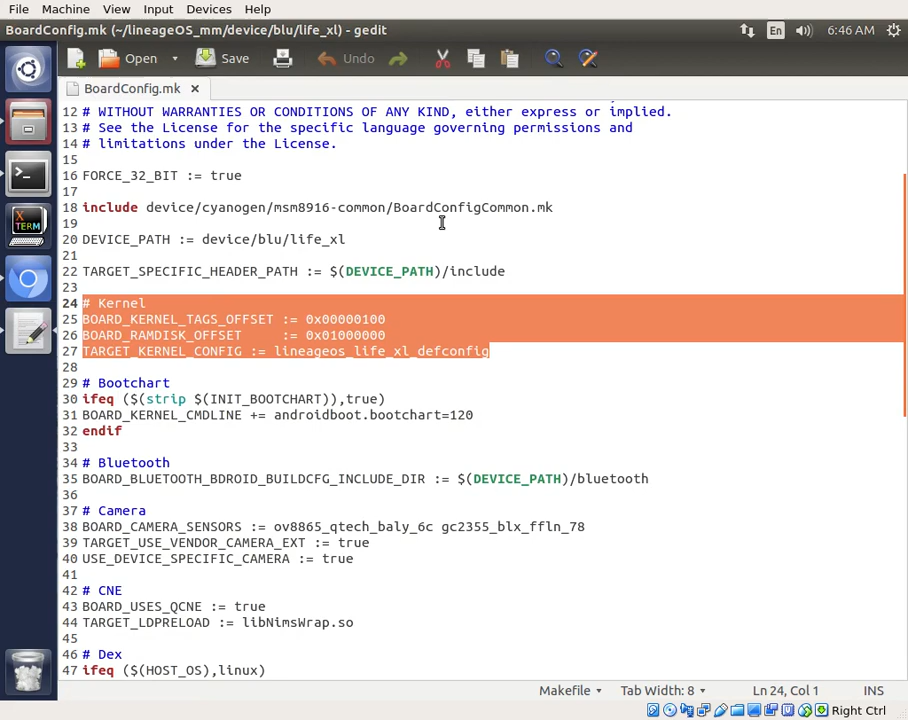 File Machine View Input Devices Help
BoardConfig.mk (~/lineageOS_mm/device/blu/life_xl) - gedit
En
6:46 AM
Open
Save
Undo
BoardConfig.mk ×
12 # WITHOUT WARRANTIES OR CONDITIONS OF ANY KIND, either express or implied.
13 # See the License for the specific language governing permissions and
14 # limitations under the License.
15
16 FORCE_32_BIT := true
17
18 include device/cyanogen/msm8916-common/BoardConfigCommon.mk
19
20 DEVICE_PATH := device/blu/life_xl
21
22 TARGET_SPECIFIC_HEADER_PATH := $(DEVICE_PATH)/include
23
24 # Kernel
25 BOARD_KERNEL_TAGS_OFFSET := 0x00000100
26 BOARD_RAMDISK_OFFSET     := 0x01000000
27 TARGET_KERNEL_CONFIG := lineageos_life_xl_defconfig
28
29 # Bootchart
30 ifeq ($(strip $(INIT_BOOTCHART)),true)
31 BOARD_KERNEL_CMDLINE += androidboot.bootchart=120
32 endif
33
34 # Bluetooth
35 BOARD_BLUETOOTH_BDROID_BUILDCFG_INCLUDE_DIR := $(DEVICE_PATH)/bluetooth
36
37 # Camera
38 BOARD_CAMERA_SENSORS := ov8865_qtech_baly_6c gc2355_blx_ffln_78
39 TARGET_USE_VENDOR_CAMERA_EXT := true
40 USE_DEVICE_SPECIFIC_CAMERA := true
41
42 # CNE
43 BOARD_USES_QCNE := true
44 TARGET_LDPRELOAD := libNimsWrap.so
45
46 # Dex
47 ifeq ($(HOST_OS),linux)
XTERM
Makefile
Tab Width: 8
Ln 24, Col 1
INS
Right Ctrl